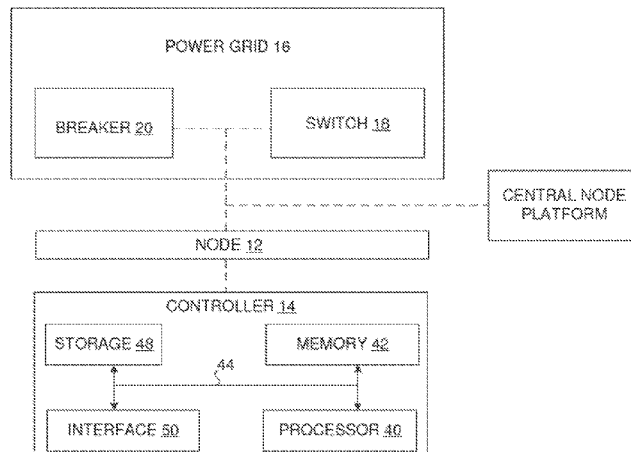 POWER GRID 16
BREAKER 20
SWITCH 18
CENTRAL NODE
PLATFORM
NODE 12
CONTROLLER 14
STORAGE 48
MEMORY 42
44
INTERFACE 50
PROCESSOR 40